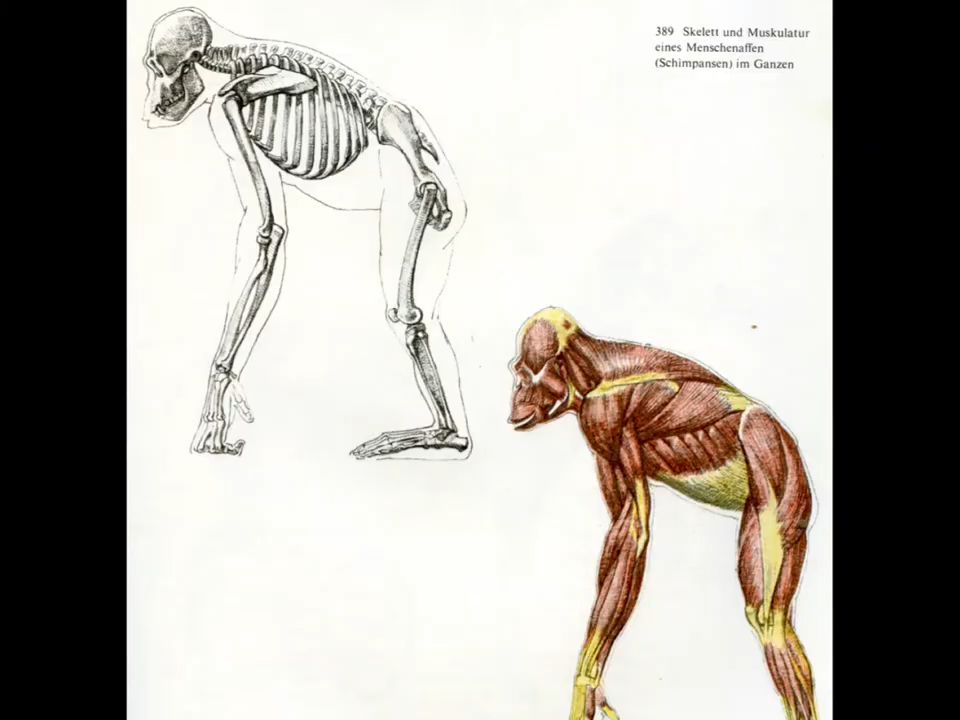 389 Skelett und Muskulatur
eines Menschenaffen
(Schimpansen) im Ganzen